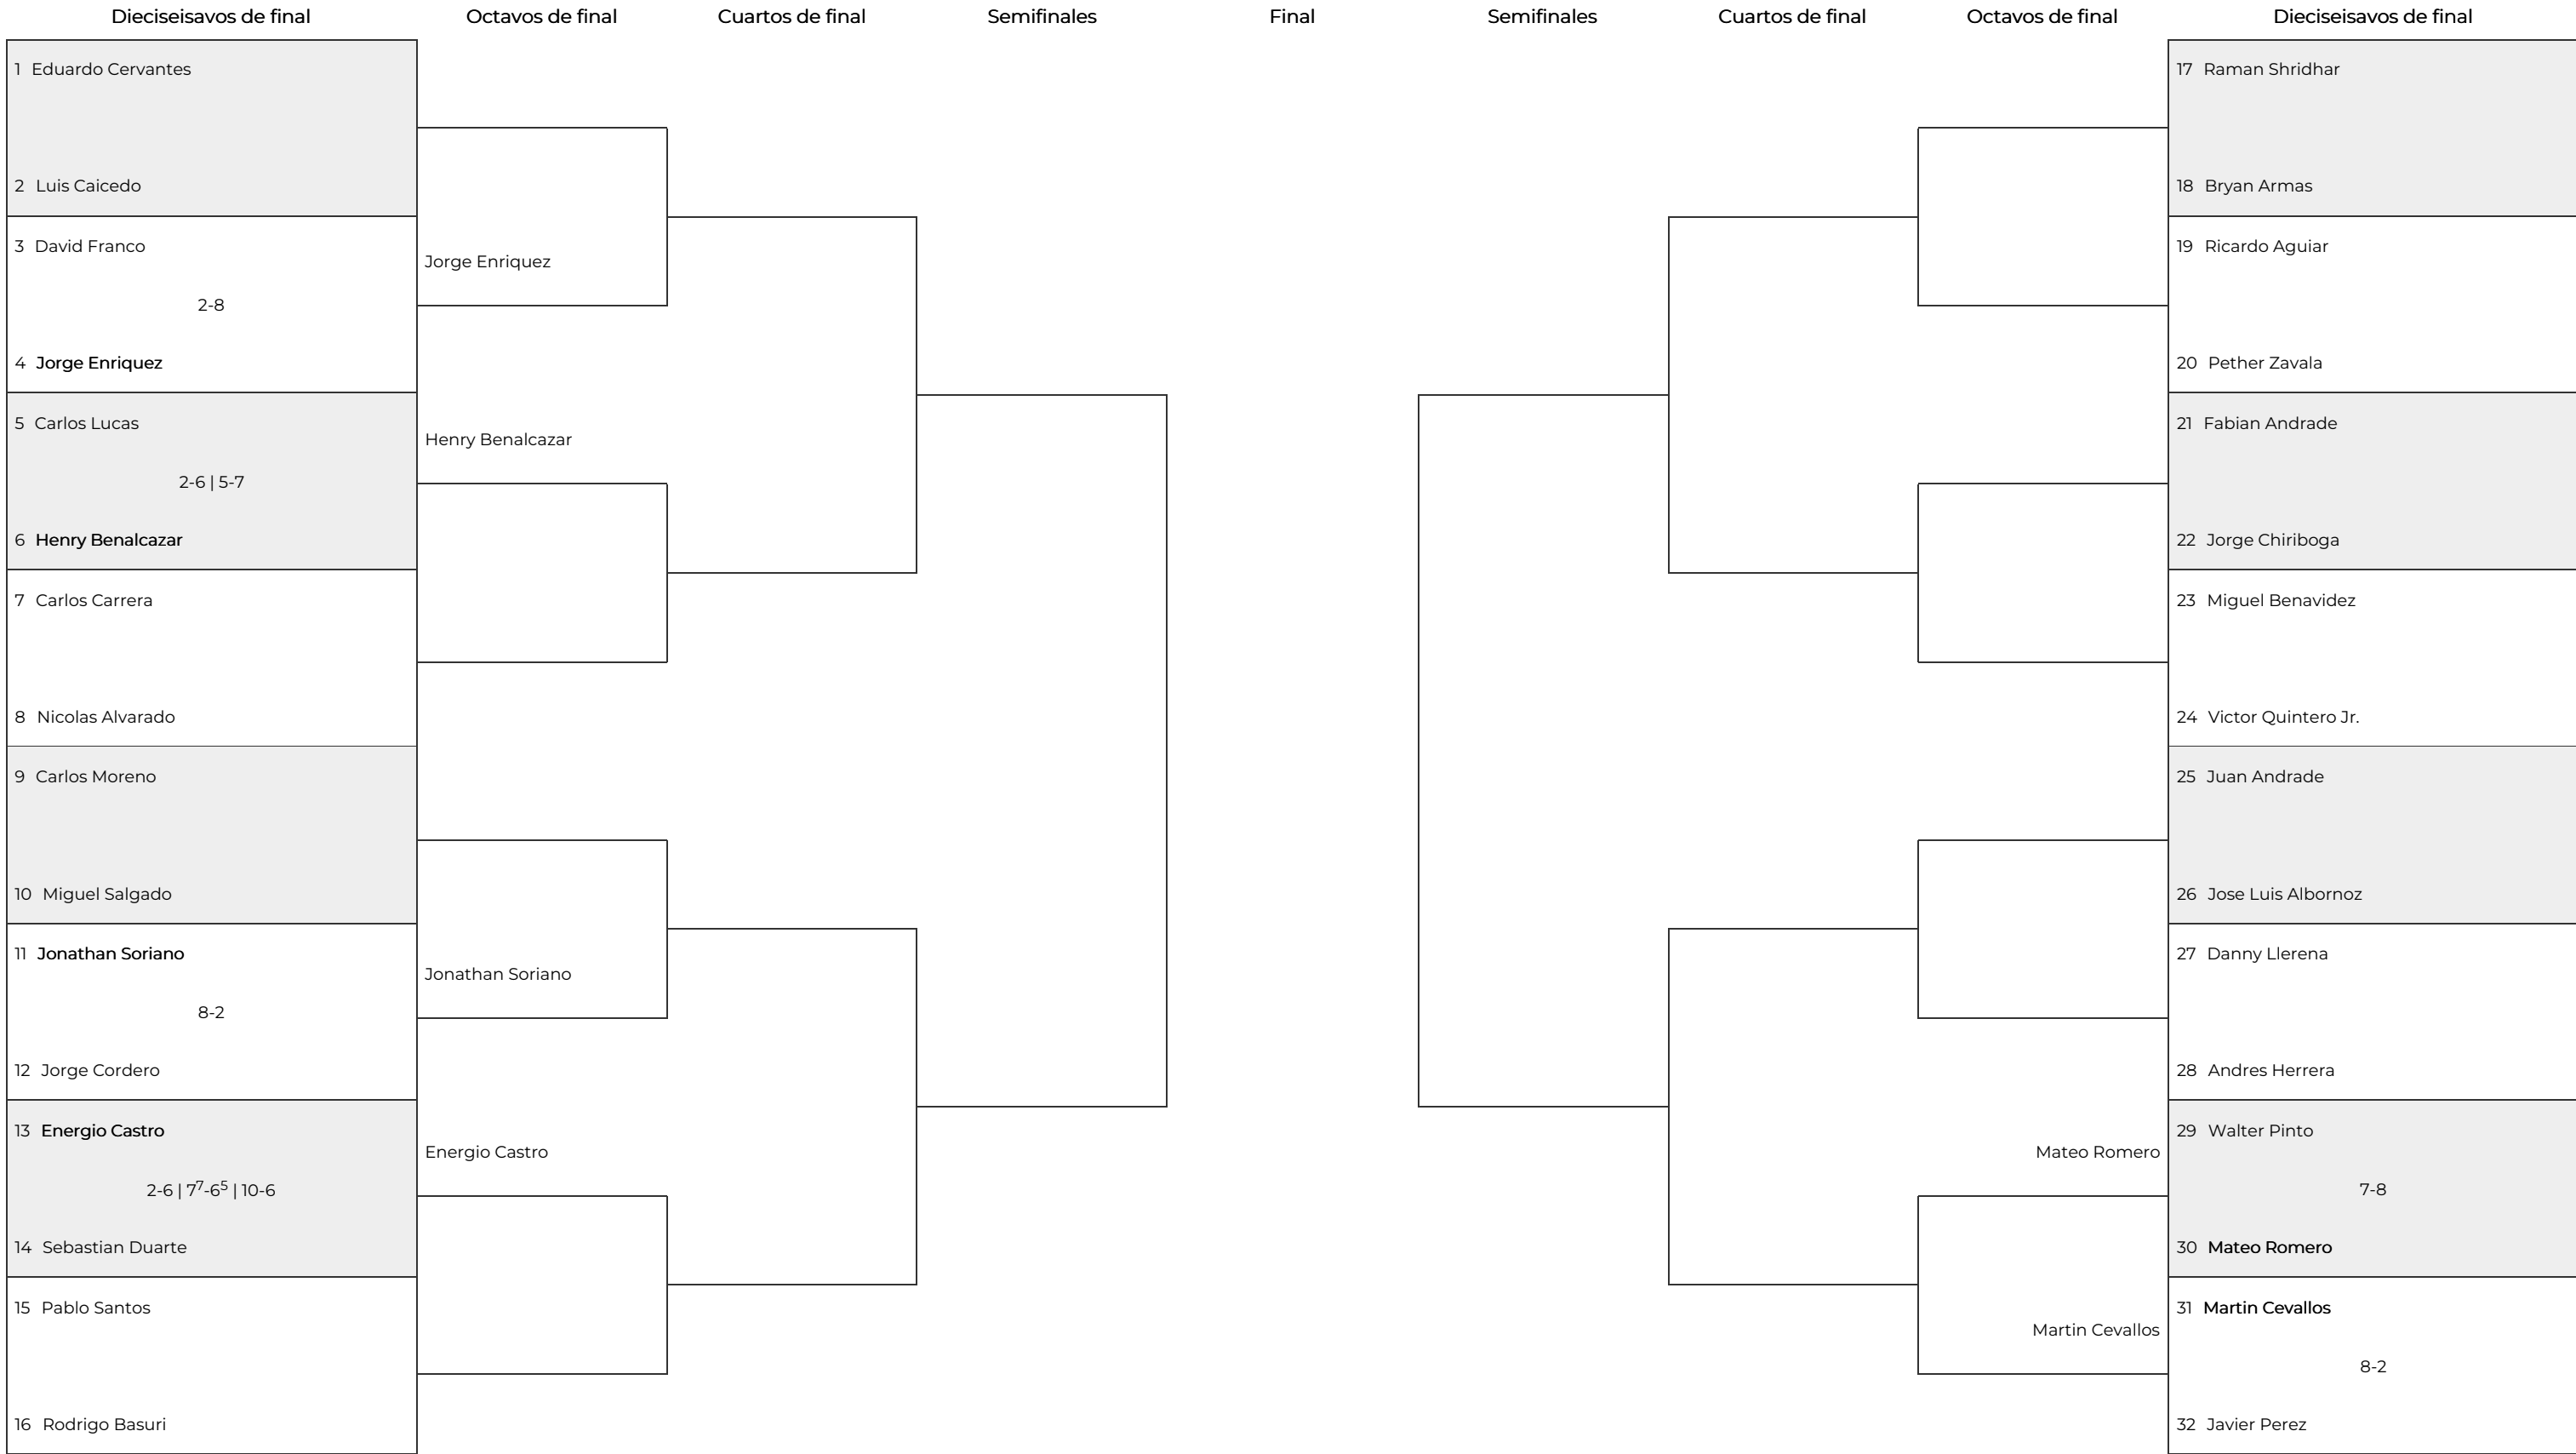 Dieciseisavos de final
Octavos de final
Cuartos de final
Semifinales
Final
Semifinales
Cuartos de final
Octavos de final
Dieciseisavos de final
1 Eduardo Cervantes
2 Luis Caicedo
3 David Franco
2-8
4 Jorge Enriquez
5 Carlos Lucas
2-6 | 5-7
6 Henry Benalcazar
7 Carlos Carrera
8 Nicolas Alvarado
9 Carlos Moreno
10 Miguel Salgado
11 Jonathan Soriano
8-2
12 Jorge Cordero
13 Energio Castro
2-6 | 7⁷-6⁵ | 10-6
14 Sebastian Duarte
15 Pablo Santos
16 Rodrigo Basuri
Jorge Enriquez
Henry Benalcazar
Jonathan Soriano
Energio Castro
Mateo Romero
Martin Cevallos
17 Raman Shridhar
18 Bryan Armas
19 Ricardo Aguiar
20 Pether Zavala
21 Fabian Andrade
22 Jorge Chiriboga
23 Miguel Benavidez
24 Victor Quintero Jr.
25 Juan Andrade
26 Jose Luis Albornoz
27 Danny Llerena
28 Andres Herrera
29 Walter Pinto
7-8
30 Mateo Romero
31 Martin Cevallos
8-2
32 Javier Perez